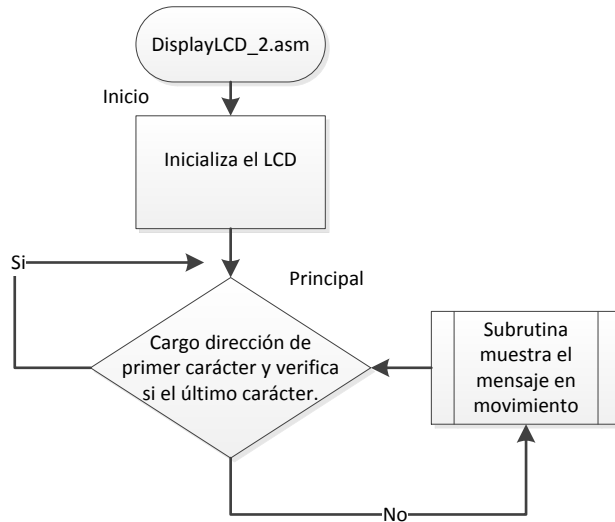 DisplayLCD_2.asm
Inicio
Inicializa el LCD
Si
Principal
Cargo dirección de
primer carácter y verifica
si el último carácter.
Subrutina
muestra el
mensaje en
movimiento
No